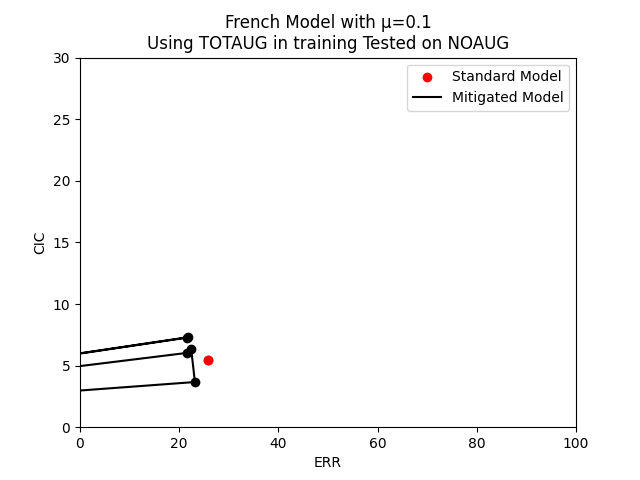 French Model with μ=0.1
Using TOTAUG in training Tested on NOAUG
Standard Model
Mitigated Model
30
25
20
15
10
5
0
CIC
0 20 40 60 80 100
ERR